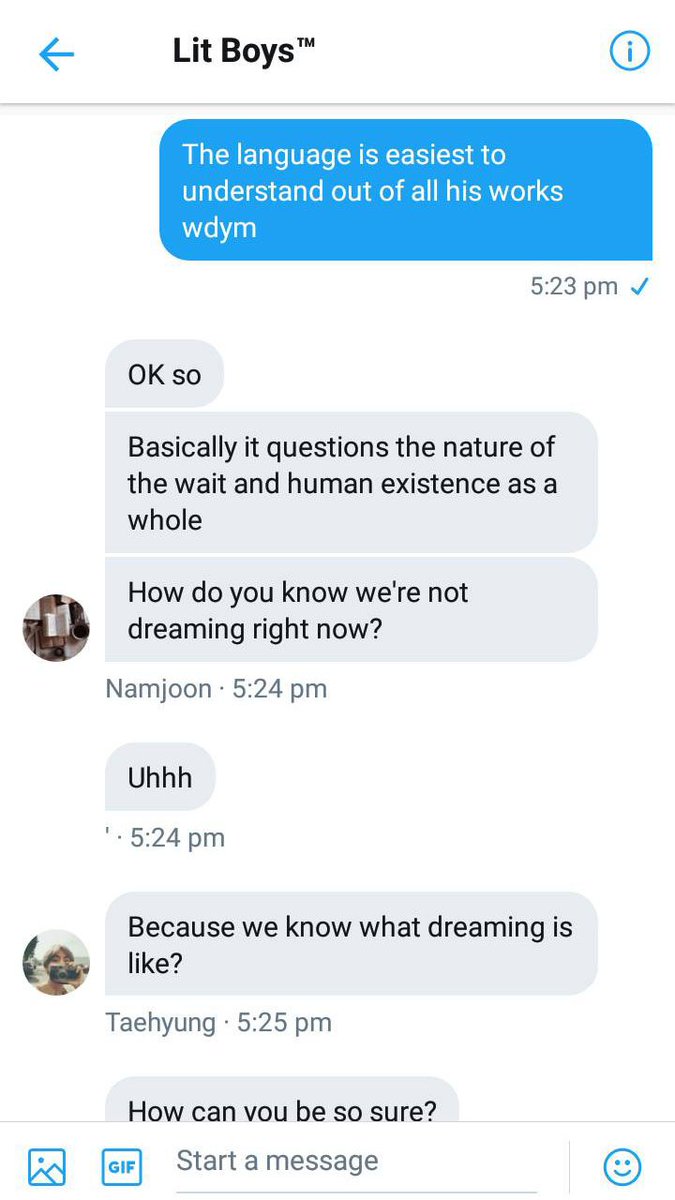 Lit Boys™
The language is easiest to
understand out of all his works
wdym
5:23 pm
OK so
Basically it questions the nature of
the wait and human existence as a
whole
How do you know we're not
dreaming right now?
Namjoon · 5:24 pm
Uhhh
' · 5:24 pm
Because we know what dreaming is
like?
Taehyung · 5:25 pm
How can you be so sure?
GIF
Start a message